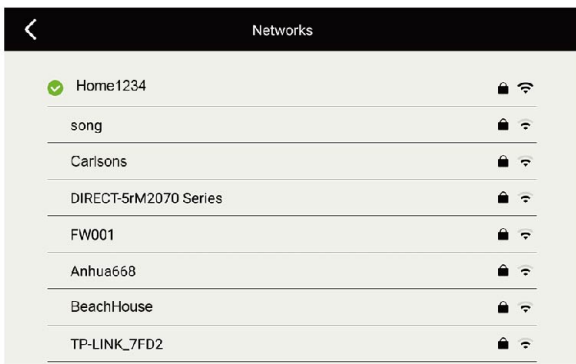 Networks
Home1234
song
Carlsons
DIRECT-5rM2070 Series
FW001
Anhua668
BeachHouse
TP-LINK_7FD2